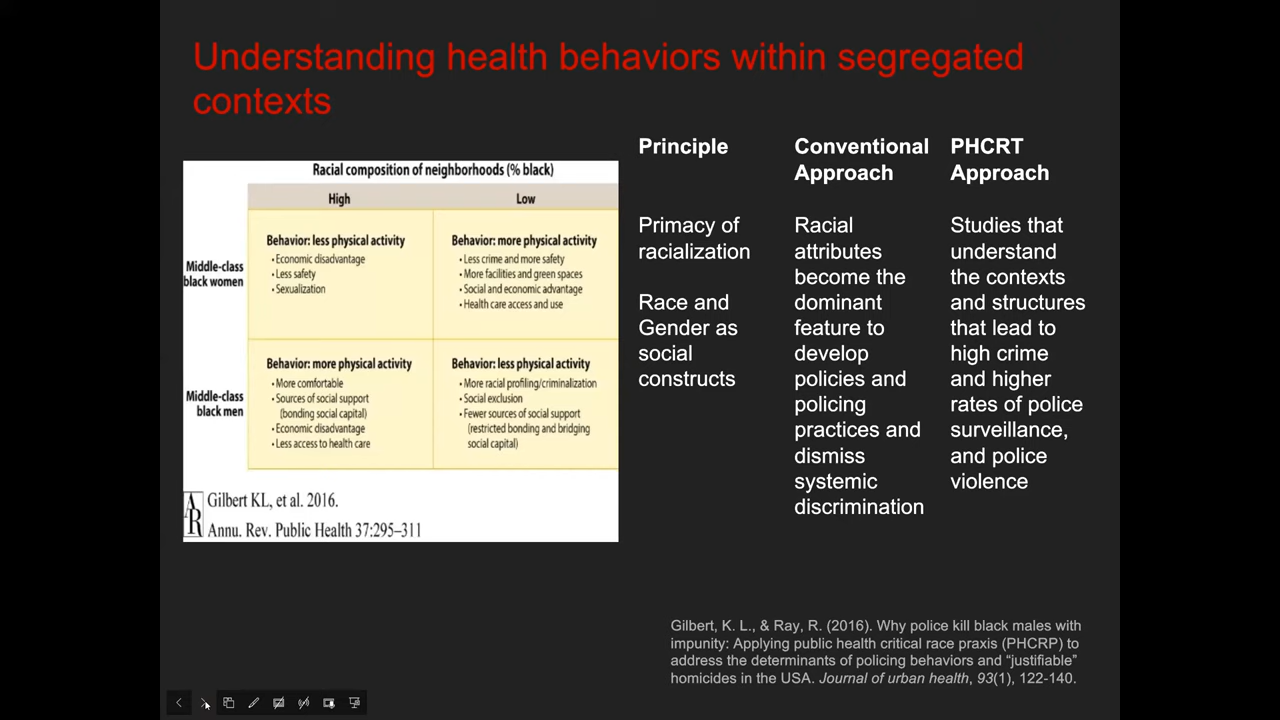 Understanding health behaviors within segregated
contexts
Racial composition of neighborhoods (% black)
High
Low
Middle-class
black women
Behavior: less physical activity
• Economic disadvantage
• Less safety
• Sexualization
Behavior: more physical activity
• Less crime and more safety
• More facilities and green spaces
• Social and economic advantage
• Health care access and use
Middle-class
black men
Behavior: more physical activity
• More comfortable
• Sources of social support
(bonding social capital)
• Economic disadvantage
• Less access to health care
Behavior: less physical activity
• More racial profiling/criminalization
• Social exclusion
• Fewer sources of social support
(restricted bonding and bridging
social capital)
AR
Gilbert KL, et al. 2016.
Annu. Rev. Public Health 37:295–311
Principle
Primacy of
racialization
Race and
Gender as
social
constructs
Conventional
Approach
Racial
attributes
become the
dominant
feature to
develop
policies and
policing
practices and
dismiss
systemic
discrimination
PHCRT
Approach
Studies that
understand
the contexts
and structures
that lead to
high crime
and higher
rates of police
surveillance,
and police
violence
Gilbert, K. L., & Ray, R. (2016). Why police kill black males with
impunity: Applying public health critical race praxis (PHCRP) to
address the determinants of policing behaviors and “justifiable”
homicides in the USA. Journal of urban health, 93(1), 122-140.